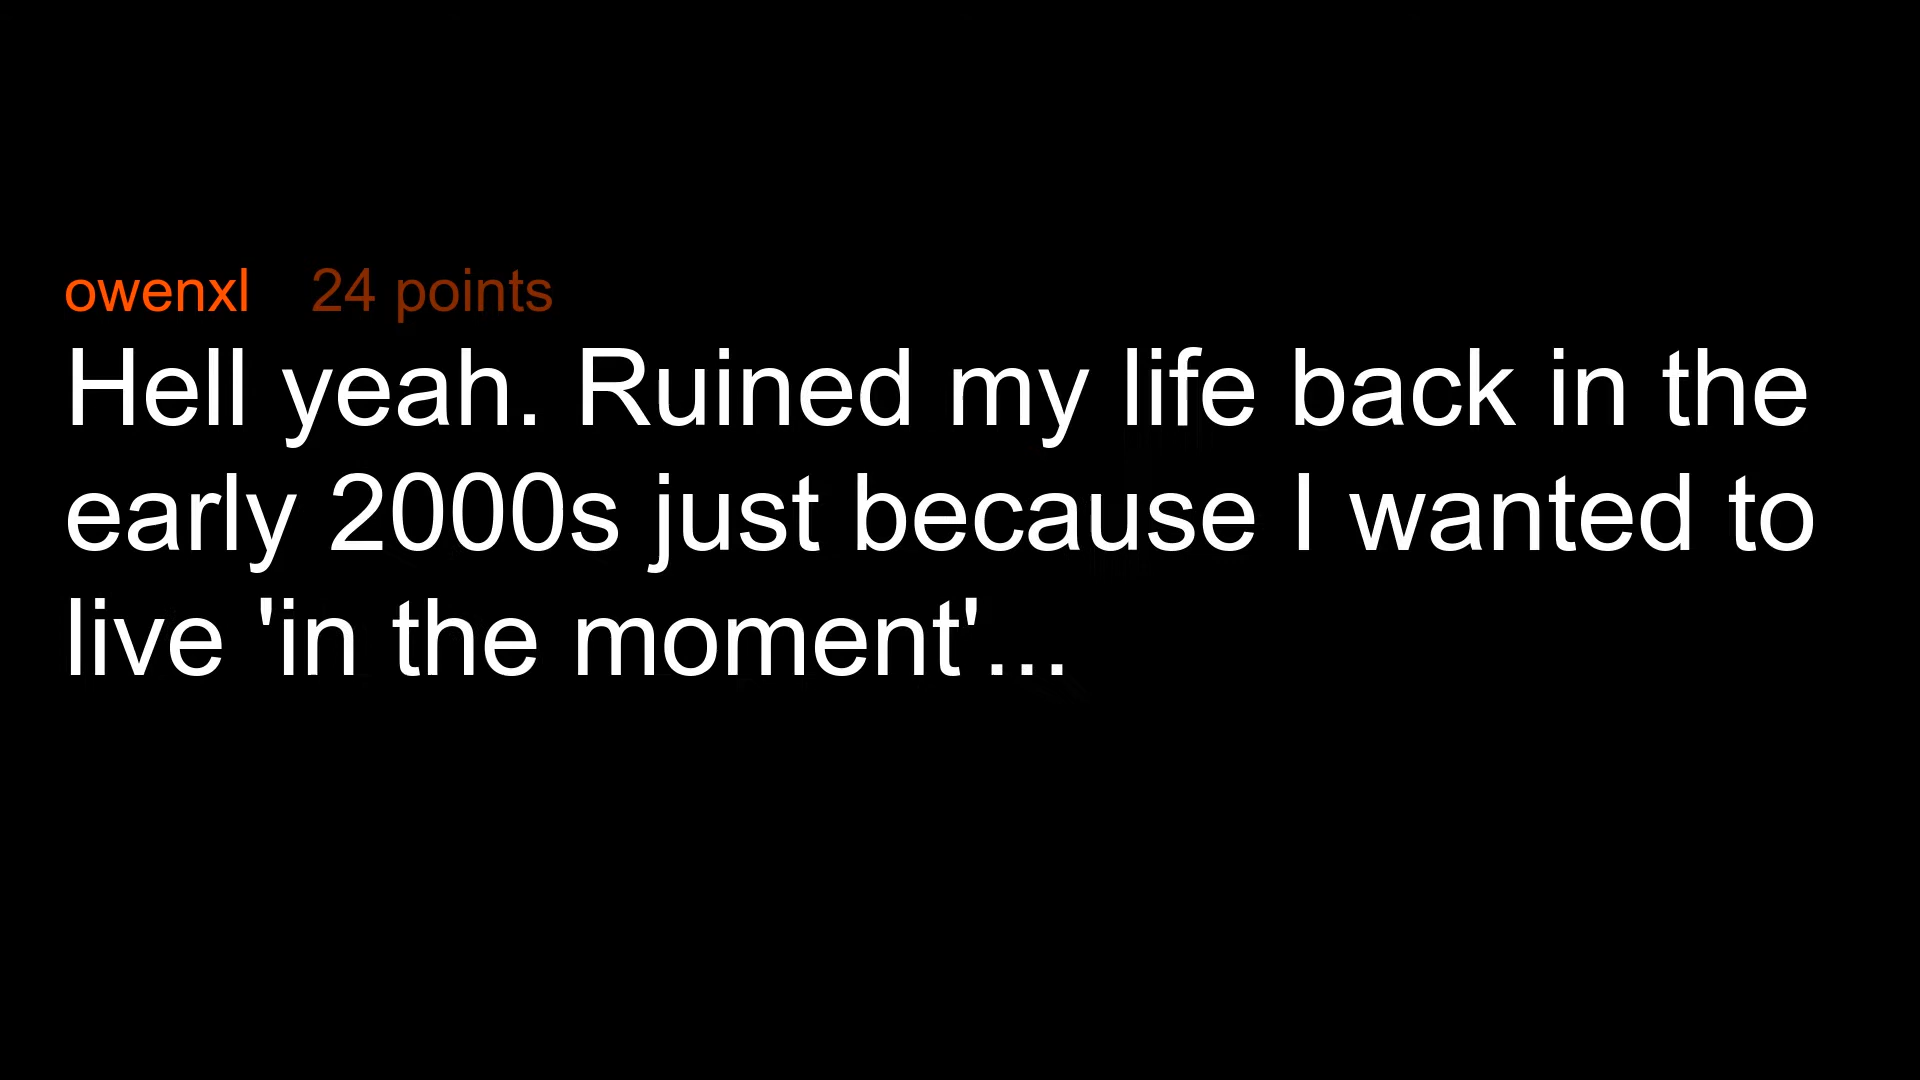 owenxl 24 points
Hell yeah. Ruined my life back in the
early 2000s just because I wanted to
live 'in the moment'...